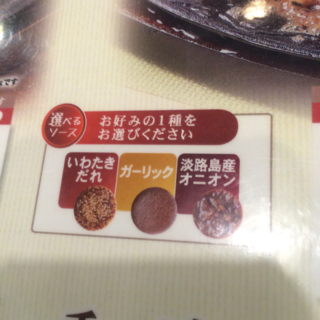 選べる
ソース
お好みの1種を
お選びください
いわたき
だれ
ガーリック
淡路島産
オニオン
です